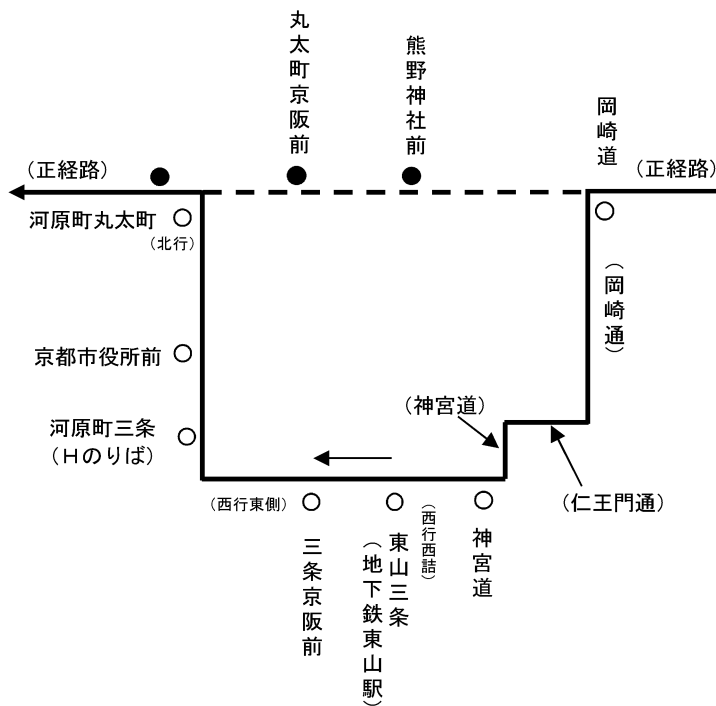 丸太町京阪前
熊野神社前
岡崎道
(正経路)
(正経路)
河原町丸太町
(北行)
(岡崎通)
京都市役所前
(神宮道)
河原町三条
(Hのりば)
(西行東側)
(仁王門通)
三条京阪前
東山三条
(地下鉄東山駅)
(西行西詰)
神宮道